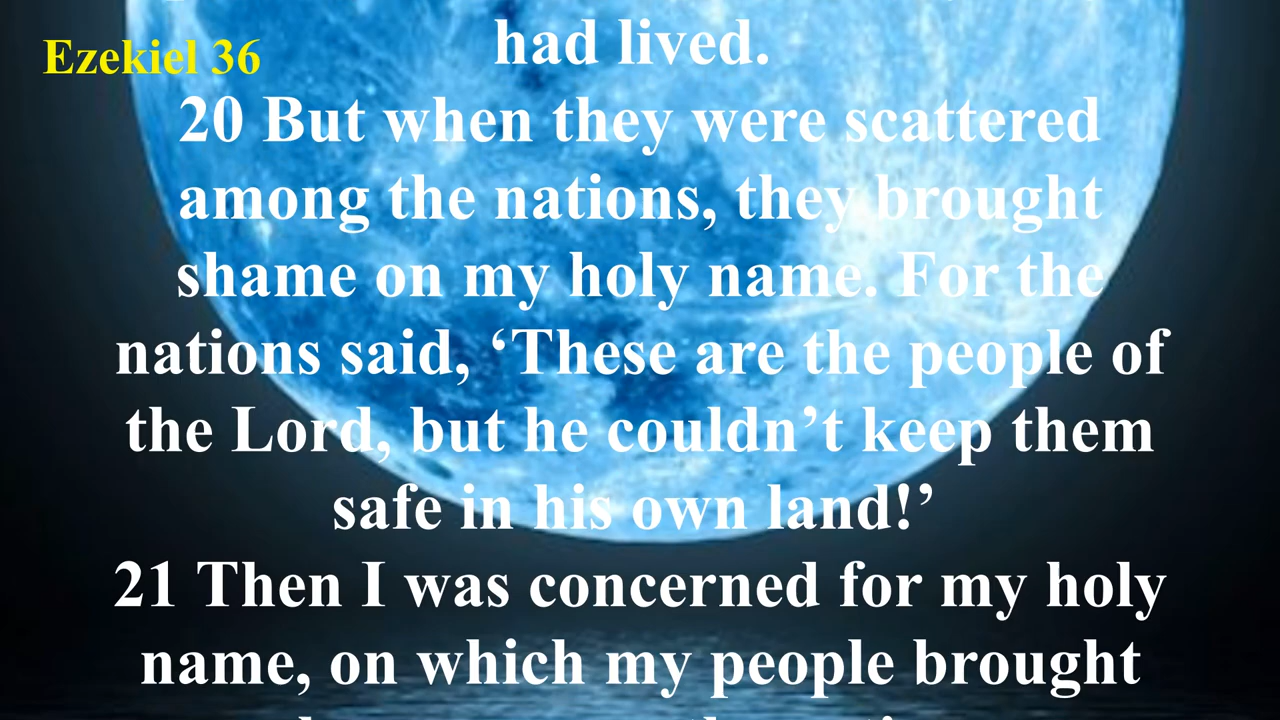 Ezekiel 36
had lived.
20 But when they were scattered
among the nations, they brought
shame on my holy name. For the
nations said, ‘These are the people of
the Lord, but he couldn’t keep them
safe in his own land!’
21 Then I was concerned for my holy
name, on which my people brought